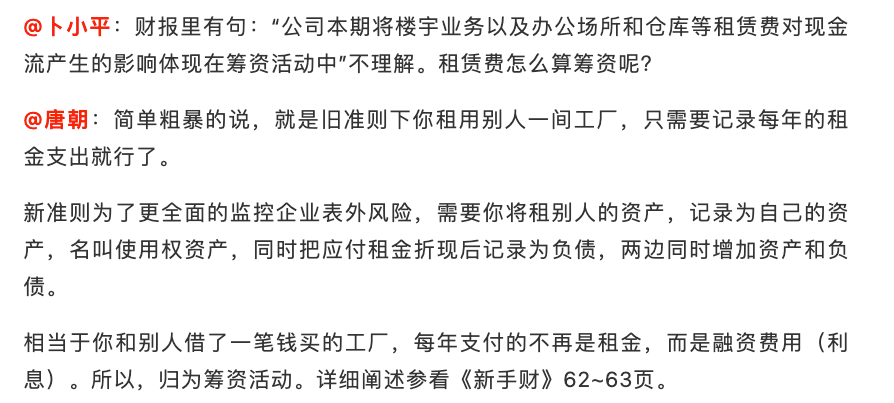 @卜小平：财报里有句：“公司本期将楼宇业务以及办公场所和仓库等租赁费对现金
流产生的影响体现在筹资活动中”不理解。租赁费怎么算筹资呢？
@唐朝：简单粗暴的说，就是旧准则下你租用别人一间工厂，只需要记录每年的租
金支出就行了。
新准则为了更全面的监控企业表外风险，需要你将租别人的资产，记录为自己的资
产，名叫使用权资产，同时把应付租金折现后记录为负债，两边同时增加资产和负
债。
相当于你和别人借了一笔钱买的工厂，每年支付的不再是租金，而是融资费用（利
息）。所以，归为筹资活动。详细阐述参看《新手财》62~63页。